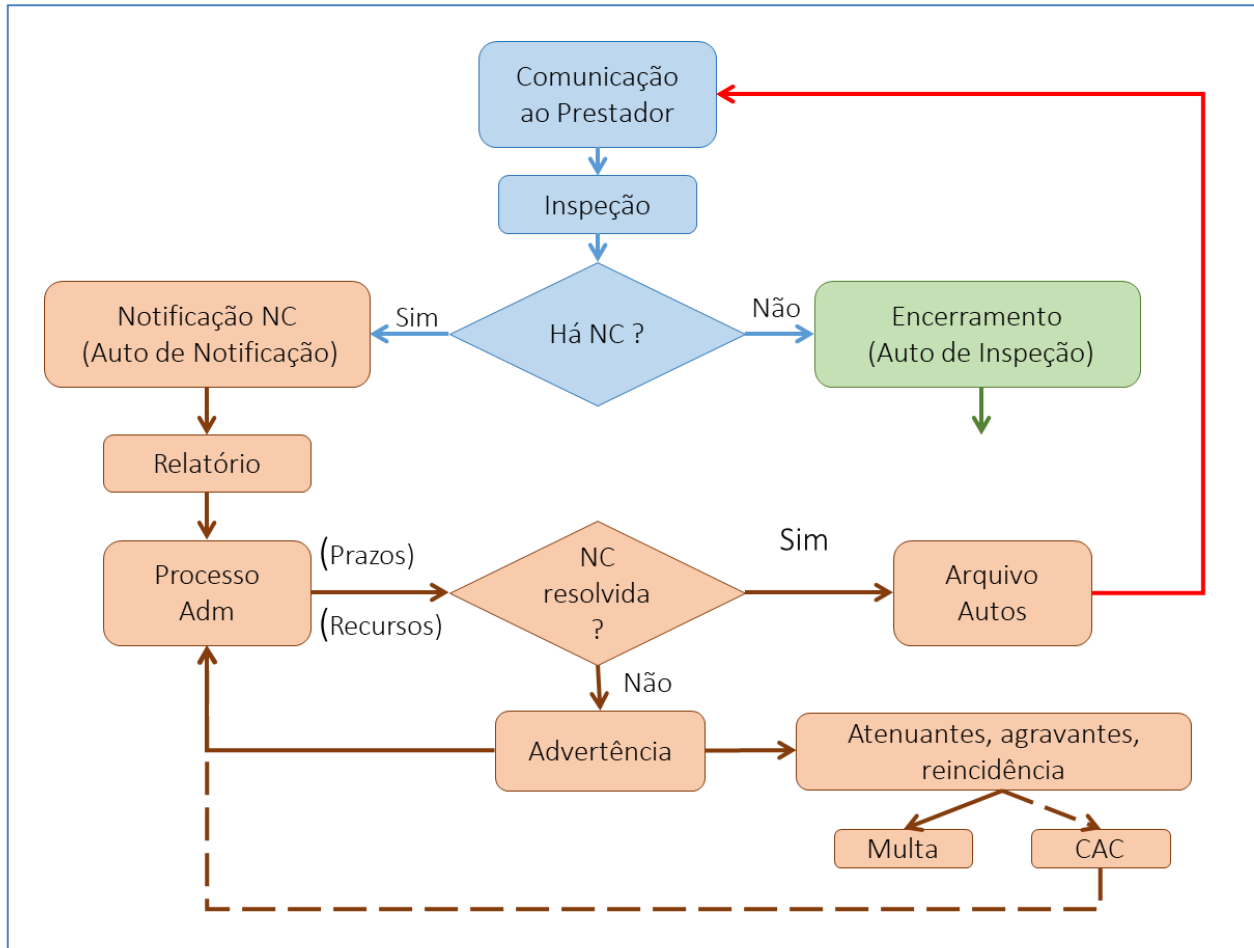 Comunicação
ao Prestador
Inspeção
Há NC ?
Sim
Não
Notificação NC
(Auto de Notificação)
Encerramento
(Auto de Inspeção)
Relatório
Processo
Adm
(Prazos)
(Recursos)
NC
resolvida
?
Sim
Arquivo
Autos
Não
Advertência
Atenuantes, agravantes,
reincidência
Multa
CAC